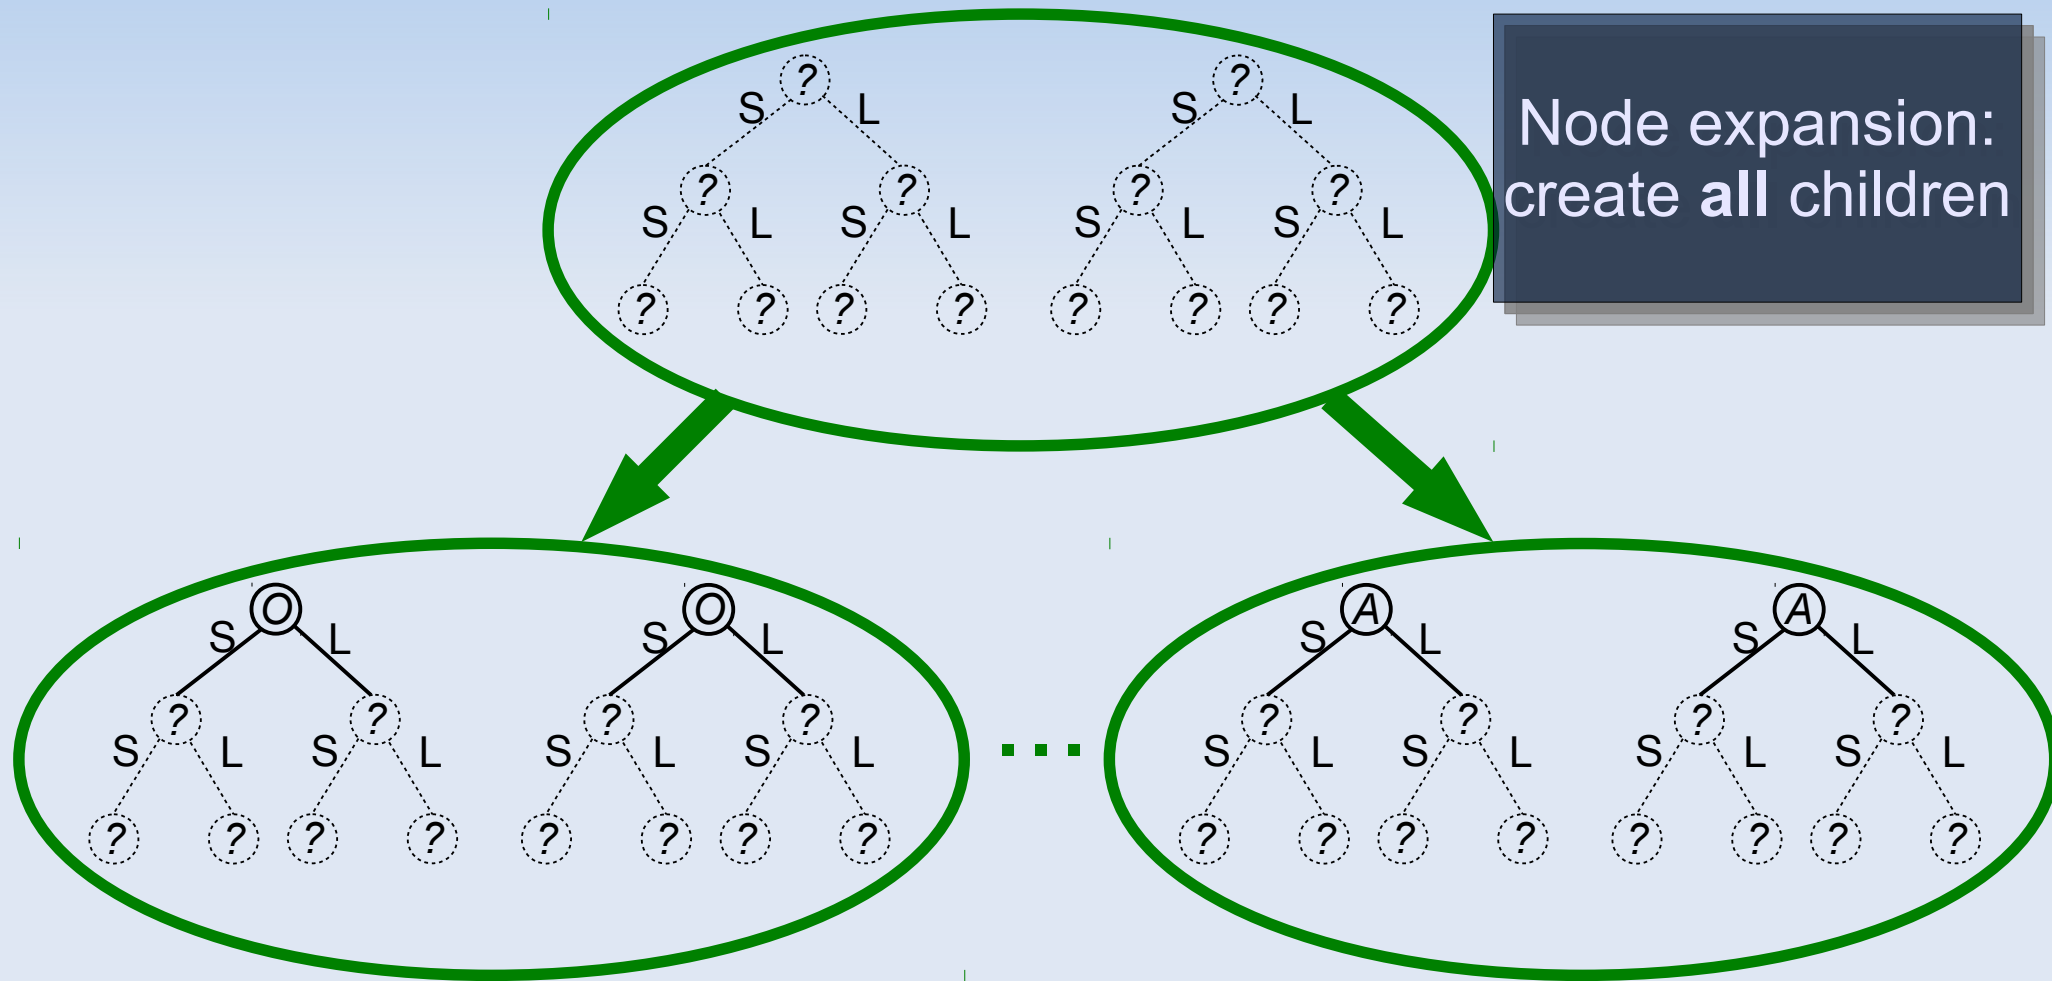 Node expansion:
create all children
? ?
S L S L
? ? ? ?
S L S L S L S L
? ? ? ? ? ? ? ?
O O
S L S L
? ? ? ?
S L S L S L S L
? ? ? ? ? ? ? ?
...
A A
S L S L
? ? ? ?
S L S L S L S L
? ? ? ? ? ? ? ?